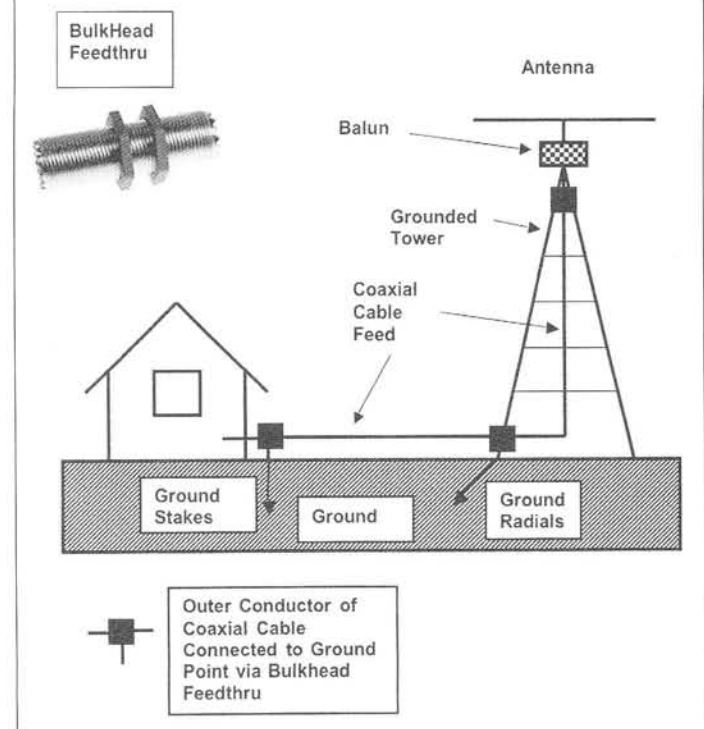 BulkHead
Feedthru
Antenna
Balun
Grounded
Tower
Coaxial
Cable
Feed
Ground
Stakes
Ground
Ground
Radials
Outer Conductor of
Coaxial Cable
Connected to Ground
Point via Bulkhead
Feedthru